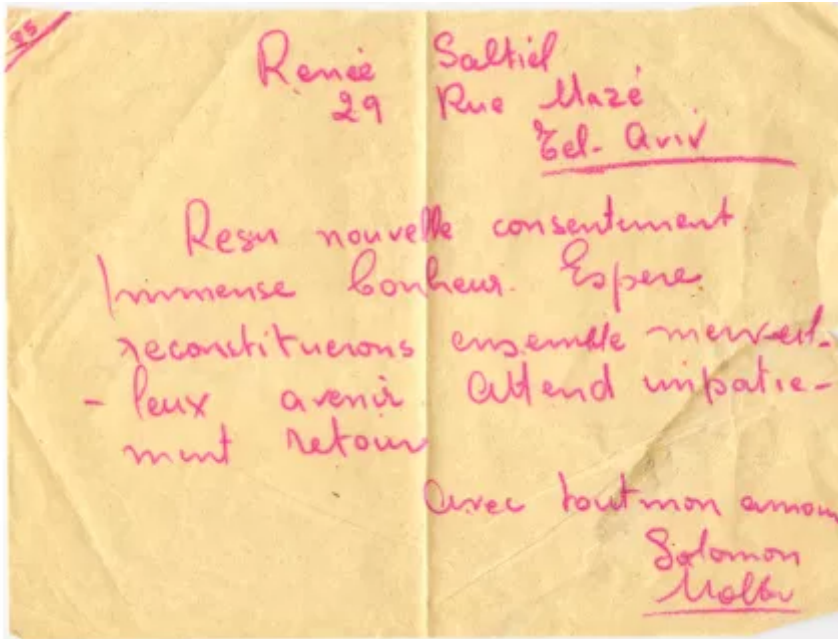 85
Renée Saltiel
29 Rue Mazé
Tel-Aviv
Resu nouvelle consentement
Immense bonheur. Espere
reconstituerons ensemble merveil-
- leux avenir Attend impatie-
ment retour
avec tout mon amour
Solomon